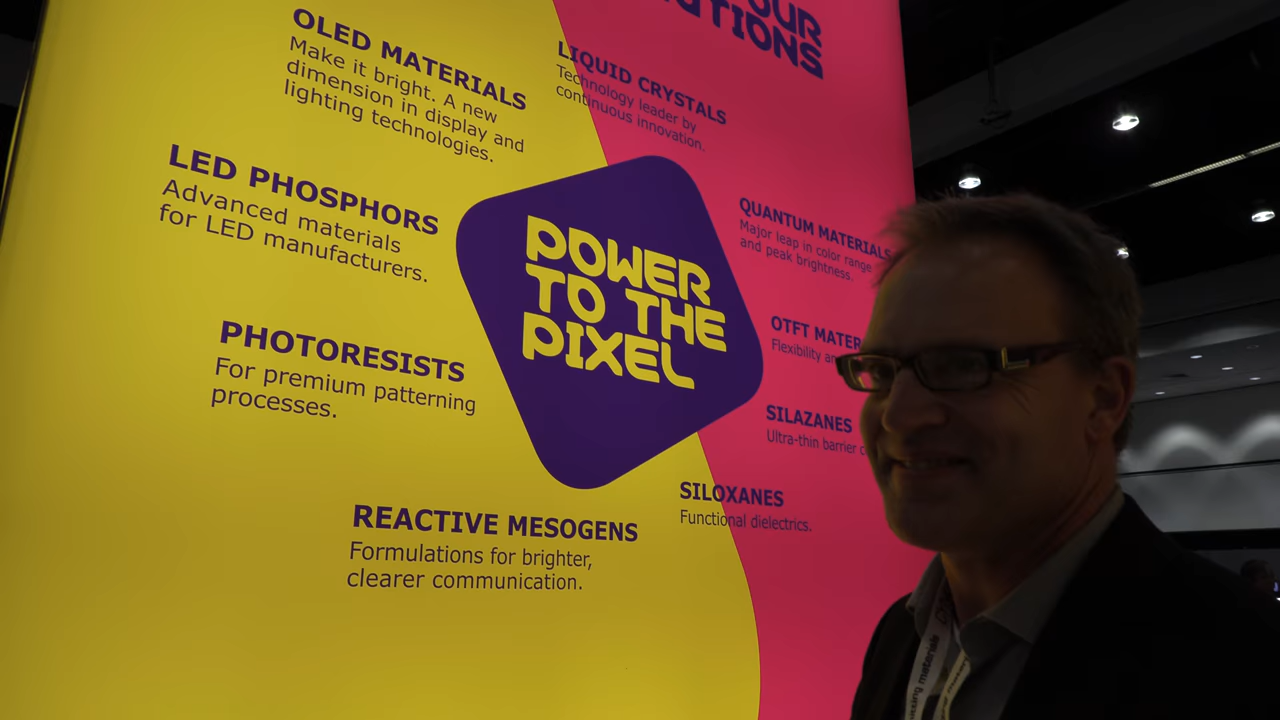 OUR
OLED MATERIALS
Make it bright. A new
dimension in display and
lighting technologies.
LIQUID CRYSTALS
Technology leader by
continuous innovation.
LED PHOSPHORS
Advanced materials
for LED manufacturers.
QUANTUM MATERIALS
Major leap in color range
and peak brightness.
POWER
TO THE
PIXEL
PHOTORESISTS
For premium patterning
processes.
OTFT
Flexibility
SILAZANES
Ultra-thin barrier
SILOXANES
Functional dielectrics.
REACTIVE MESOGENS
Formulations for brighter,
clearer communication.
materials